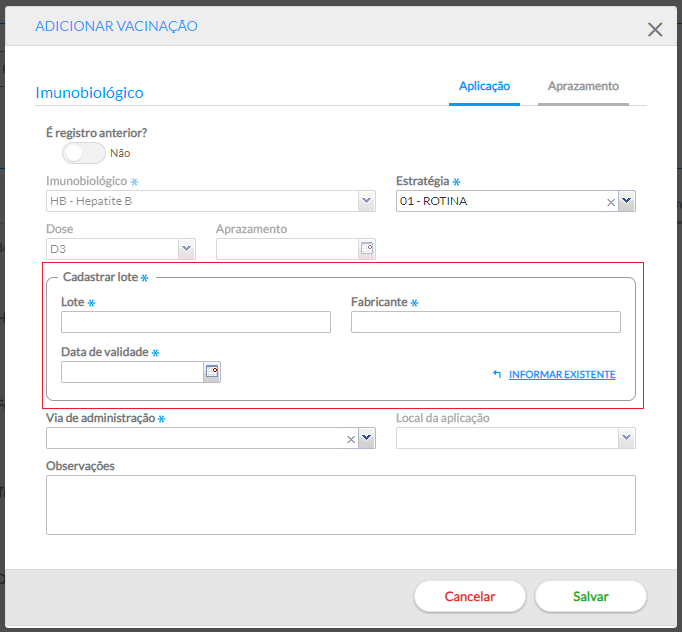 ADICIONAR VACINAÇÃO
Imunobiológico
Aplicação
Aprazamento
É registro anterior?
Não
Imunobiológico *
Estratégia *
HB - Hepatite B
01 - ROTINA
Dose
Aprazamento
D3
Cadastrar lote *
Lote *
Fabricante *
Data de validade *
INFORMAR EXISTENTE
Via de administração *
Local da aplicação
Observações
Cancelar
Salvar